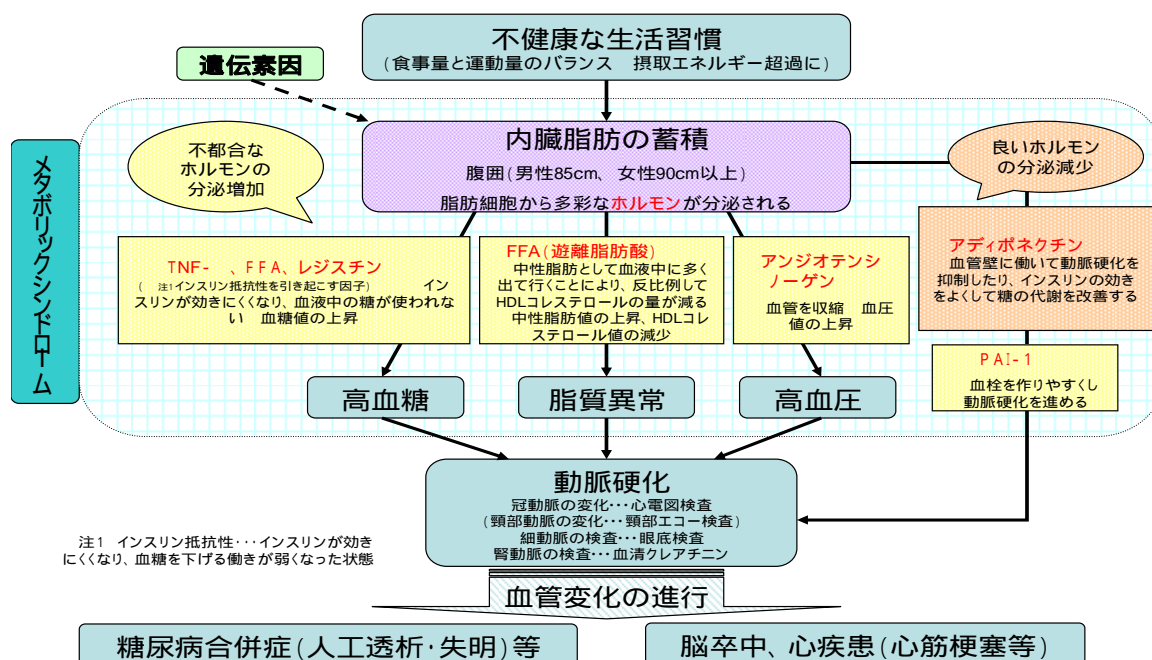 不健康な生活習慣
(食事量と運動量のバランス　摂取エネルギー超過に)
遺伝素因
メタボリックシンドローム
不都合な
ホルモンの
分泌増加
内臓脂肪の蓄積
腹囲(男性85cm、女性90cm以上)
脂肪細胞から多彩なホルモンが分泌される
良いホルモン
の分泌減少
TNF-　、FFA、レジスチン
(　注1インスリン抵抗性を引き起こす因子)　イン
スリンが効きにくくなり、血液中の糖が使われな
い　血糖値の上昇
FFA(遊離脂肪酸)
中性脂肪として血液中に多く
出て行くことにより、反比例して
HDLコレステロールの量が減る
中性脂肪値の上昇、HDLコレ
ステロール値の減少
アンジオテンシ
ノーゲン
血管を収縮　血圧
値の上昇
アディポネクチン
血管壁に働いて動脈硬化を
抑制したり、インスリンの効き
をよくして糖の代謝を改善する
PAI-1
血栓を作りやすくし
動脈硬化を進める
高血糖
脂質異常
高血圧
動脈硬化
冠動脈の変化･･･心電図検査
(頸部動脈の変化･･･頸部エコー検査)
細動脈の検査･･･眼底検査
腎動脈の検査･･･血清クレアチニン
注1　インスリン抵抗性･･･インスリンが効き
にくくなり、血糖を下げる働きが弱くなった状態
血管変化の進行
糖尿病合併症(人工透析･失明)等
脳卒中、心疾患(心筋梗塞等)